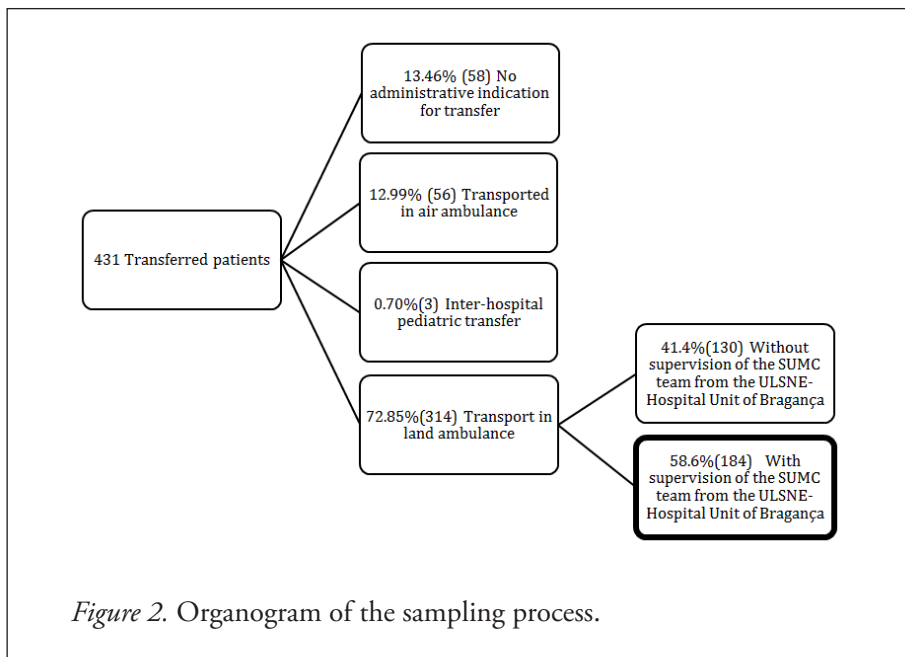 13.46% (58) No
administrative indication
for transfer
12.99% (56) Transported
in air ambulance
431 Transferred patients
0.70%(3) Inter-hospital
pediatric transfer
72.85%(314) Transport in
land ambulance
41.4%(130) Without
supervision of the SUMC
team from the ULSNE-
Hospital Unit of Bragança
58.6%(184) With
supervision of the SUMC
team from the ULSNE-
Hospital Unit of Bragança
Figure 2. Organogram of the sampling process.